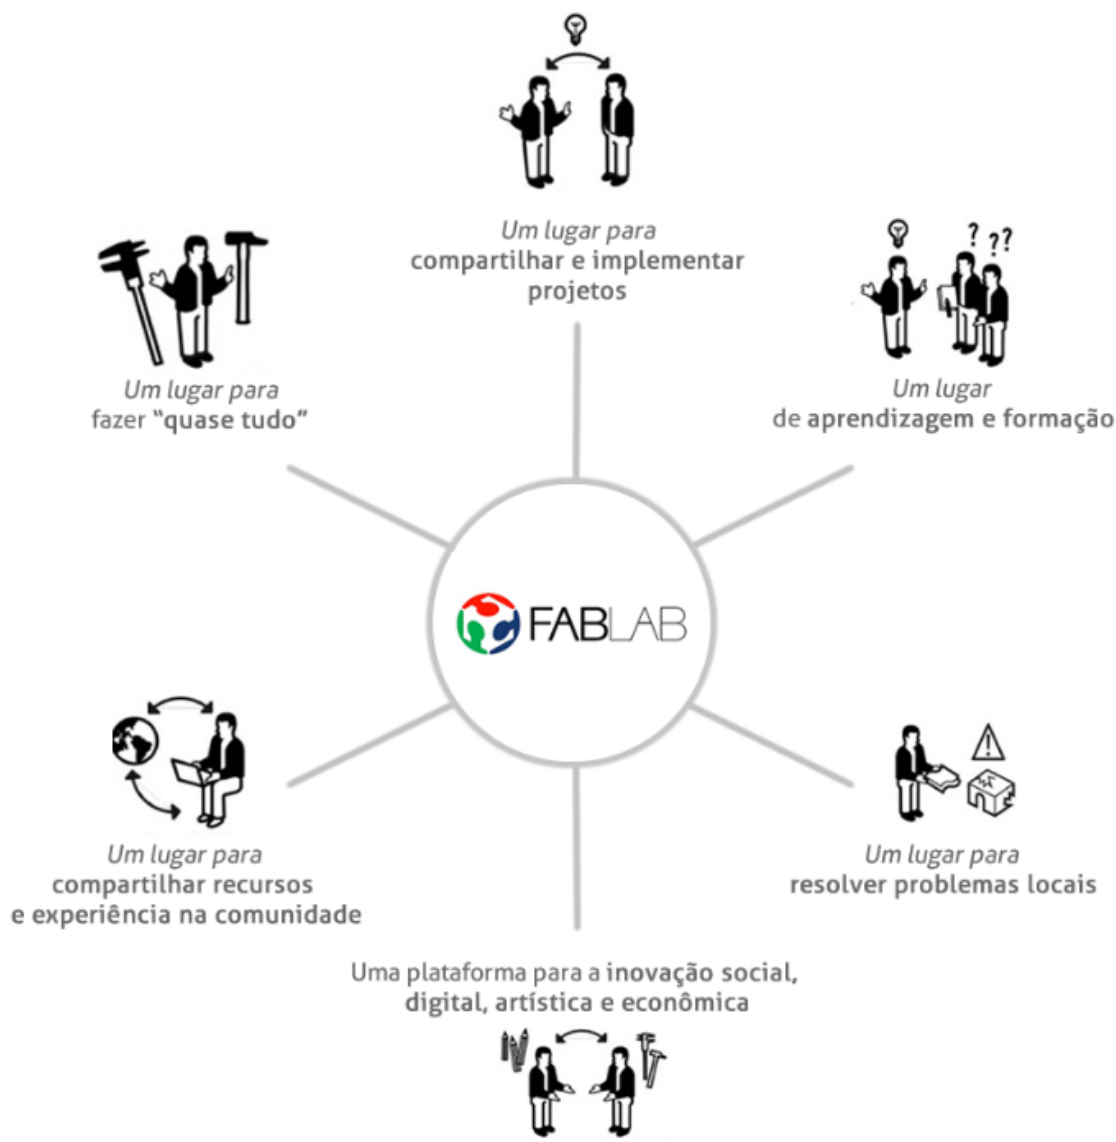 Um lugar para
compartilhar e implementar
projetos
? ??
Um lugar para
fazer “quase tudo”
Um lugar
de aprendizagem e formação
FABLAB
Um lugar para
compartilhar recursos
e experiência na comunidade
Um lugar para
resolver problemas locais
Uma plataforma para a inovação social,
digital, artística e econômica